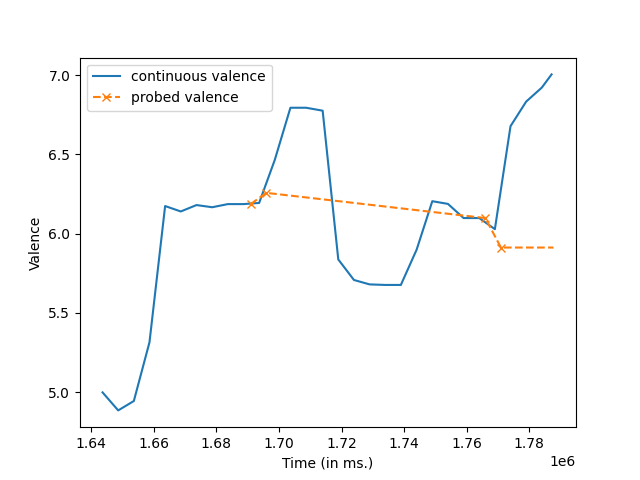 continuous valence
probed valence
7.0
6.5
6.0
5.5
5.0
Valence
1.64 1.66 1.68 1.70 1.72 1.74 1.76 1.78
Time (in ms.)
1e6